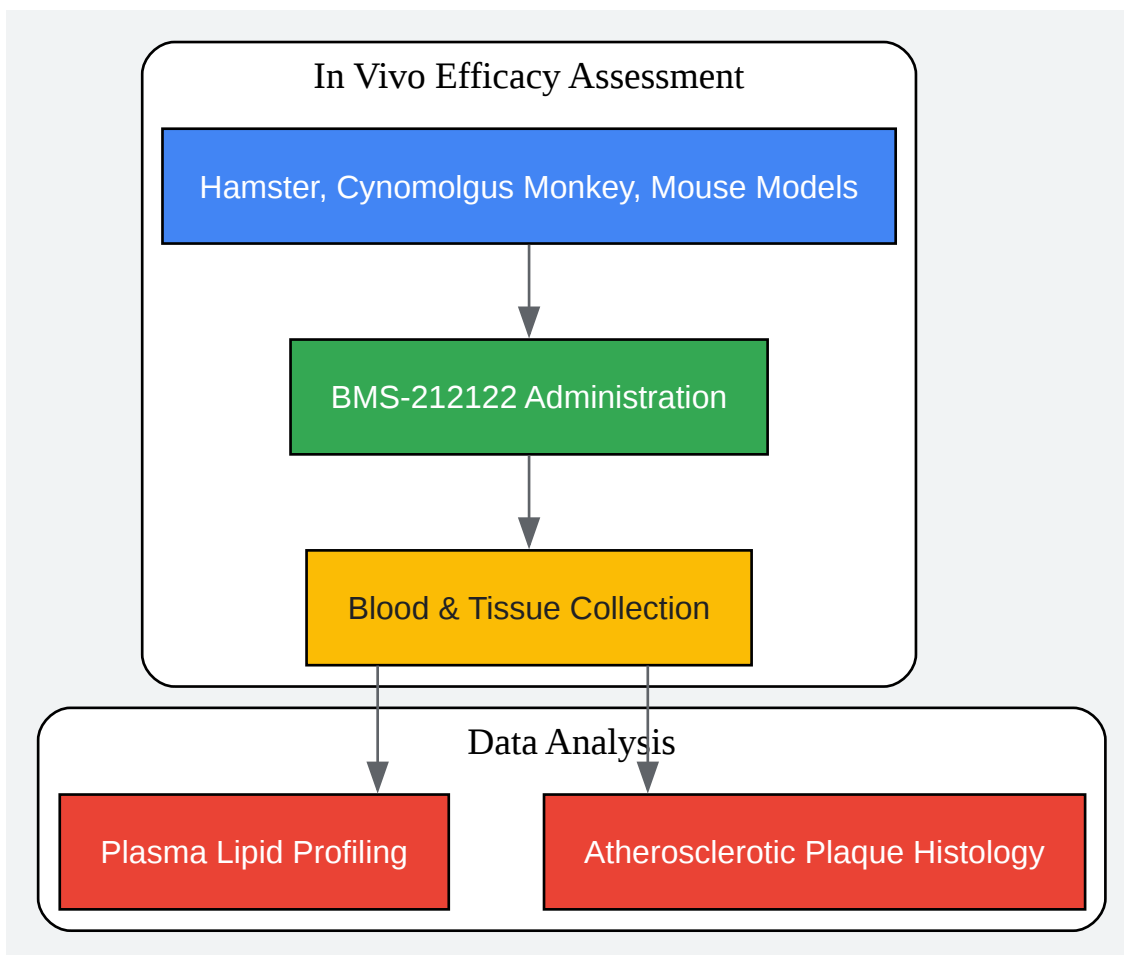 In Vivo Efficacy Assessment
Hamster, Cynomolgus Monkey, Mouse Models
BMS-212122 Administration
Blood & Tissue Collection
Data Analysis
Plasma Lipid Profiling
Atherosclerotic Plaque Histology